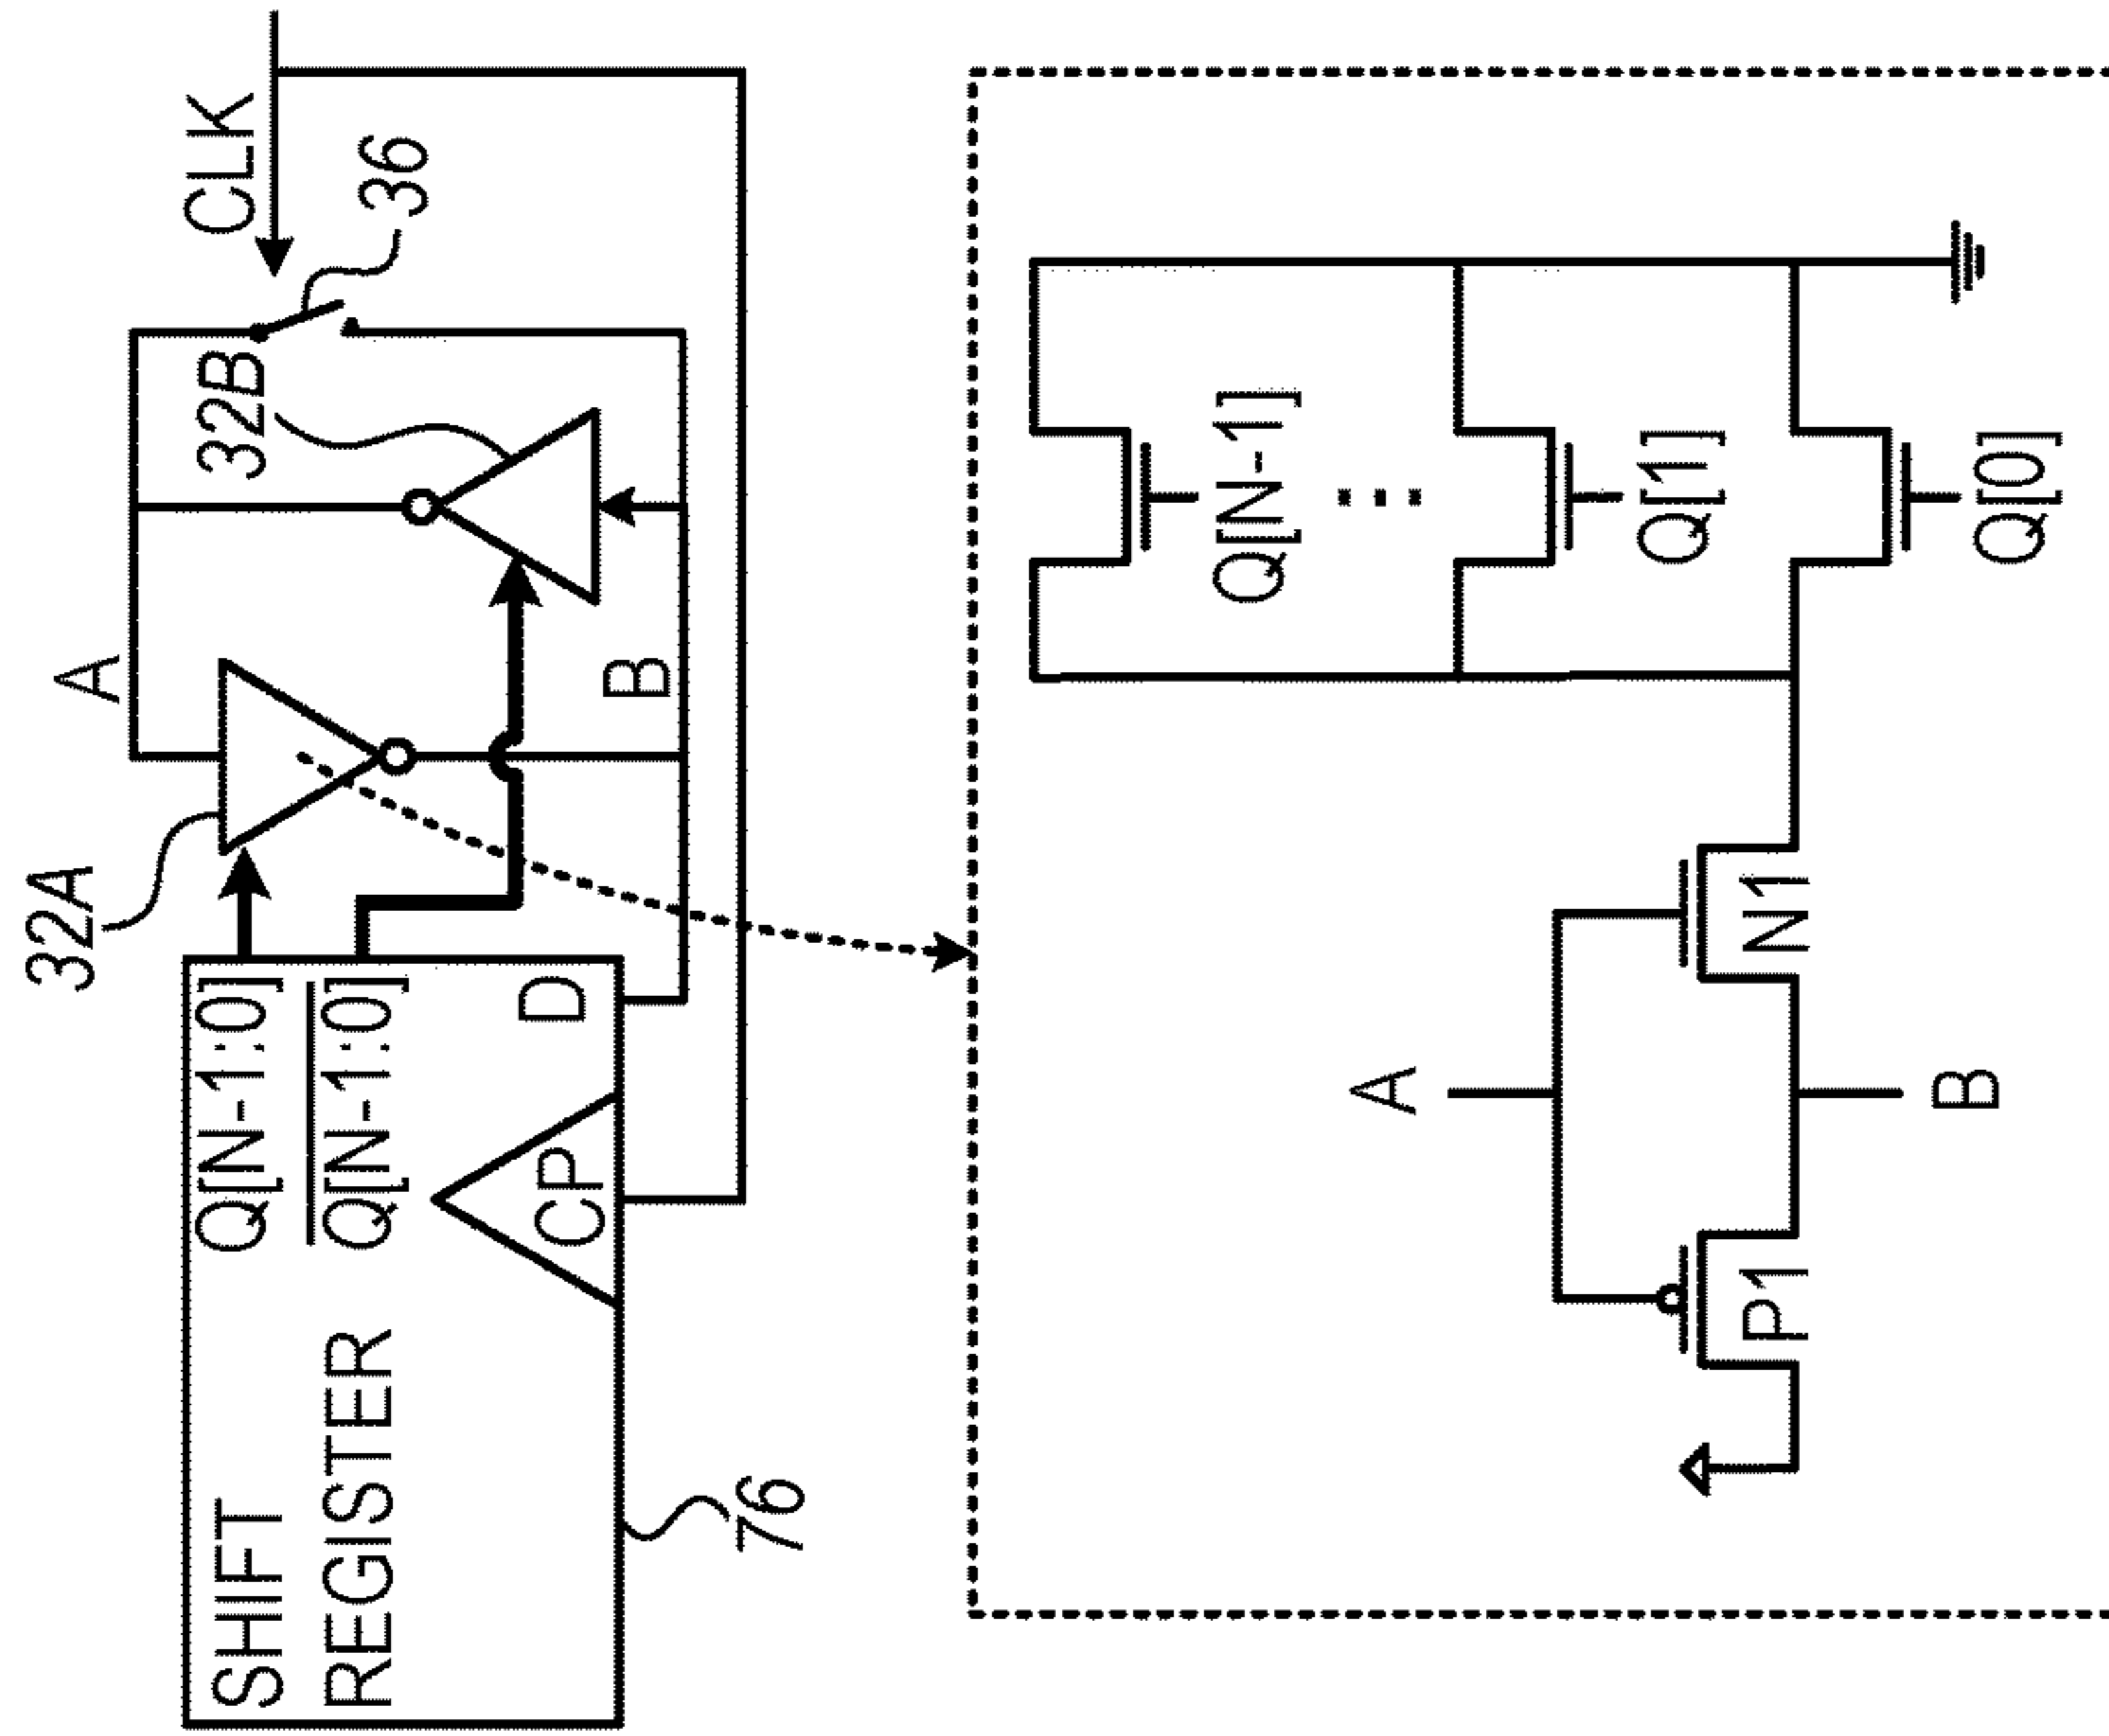 SHIFT
REGISTER
Q[N-1:0]
Q[N-1:0]
D
CP
76
32A
A
32B
B
CLK
36
A
B
P1
N1
Q[N-1]
...
Q[1]
Q[0]